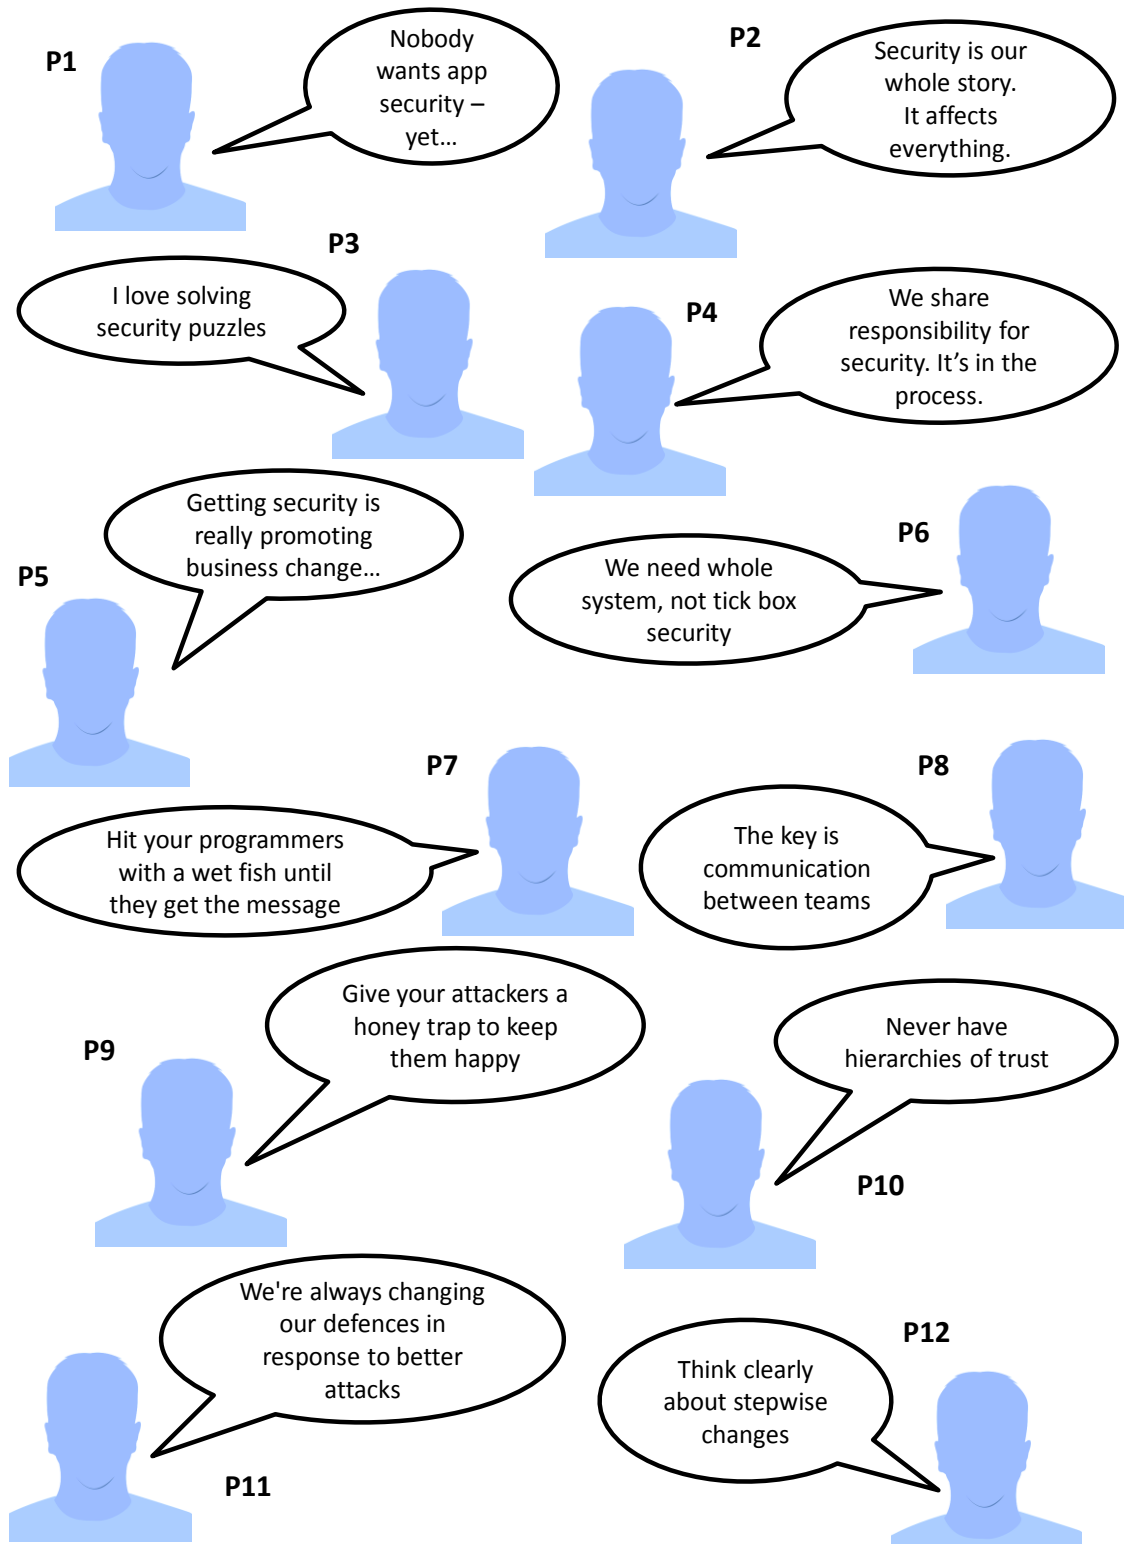 P1
Nobody
wants app
security –
yet...
P2
Security is our
whole story.
It affects
everything.
P3
I love solving
security puzzles
P4
We share
responsibility for
security. It’s in the
process.
P5
Getting security is
really promoting
business change...
P6
We need whole
system, not tick box
security
P7
Hit your programmers
with a wet fish until
they get the message
P8
The key is
communication
between teams
P9
Give your attackers a
honey trap to keep
them happy
P10
Never have
hierarchies of trust
P11
We're always changing
our defences in
response to better
attacks
P12
Think clearly
about stepwise
changes